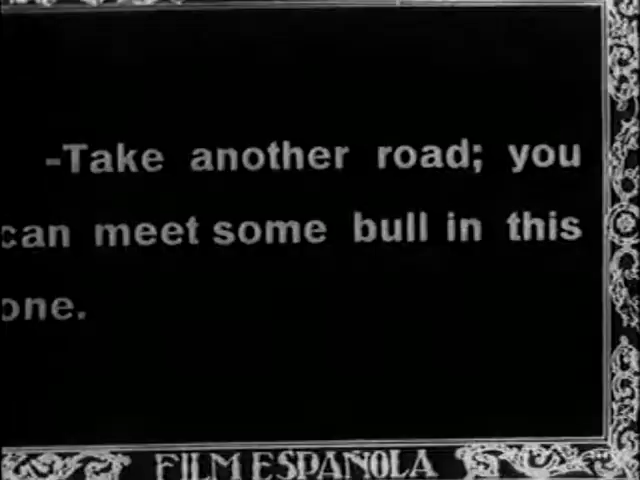 -Take another road; you
can meet some bull in this
one.
FILM ESPAÑOLA